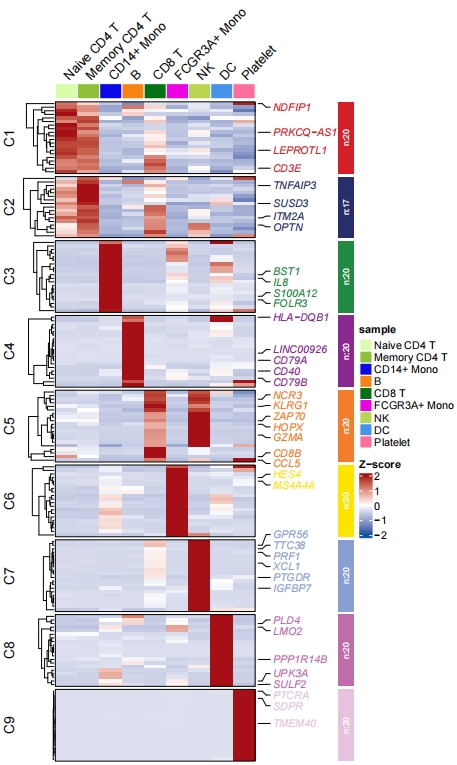 Naive CD4 T
Memory CD4 T
CD14+ Mono
B
CD8 T
FCGR3A+ Mono
NK
DC
Platelet
C1
NDFIP1
PRKCQ-AS1
LEPROTL1
CD3E
n:20
C2
TNFAIP3
SUSD3
ITM2A
OPTN
n:17
C3
BST1
IL8
S100A12
FOLR3
n:20
C4
HLA-DQB1
LINC00926
CD79A
CD40
CD79B
n:20
C5
NCR3
KLRG1
ZAP70
HOPX
GZMA
CD8B
CCL5
n:20
C6
HES4
MS4A4A
n:20
C7
GPR56
TTC38
PRF1
XCL1
PTGDR
IGFBP7
n:20
C8
PLD4
LMO2
PPP1R14B
UPK3A
SULF2
n:20
C9
PTCRA
SDPR
TMEM40
n:20
sample
Naive CD4 T
Memory CD4 T
CD14+ Mono
B
CD8 T
FCGR3A+ Mono
NK
DC
Platelet
Z-score
2
1
0
−1
−2